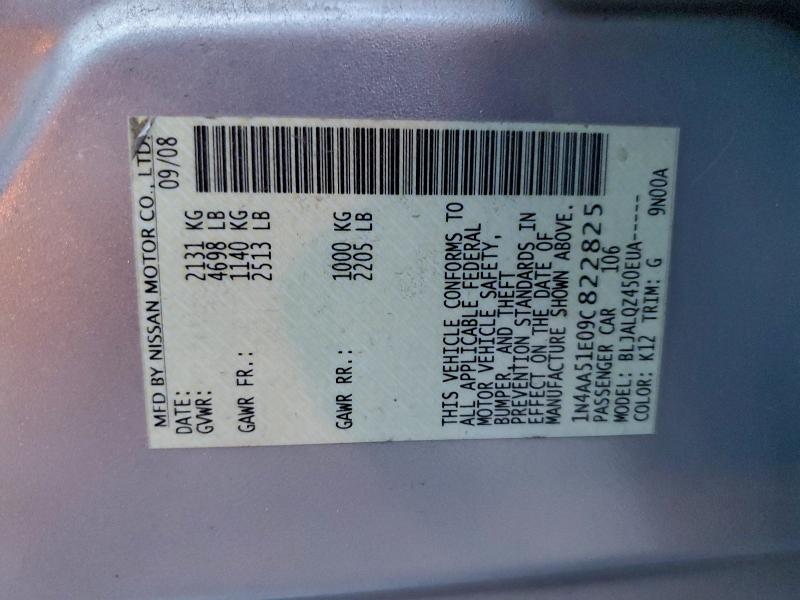 MFD BY NISSAN MOTOR CO., LTD.
DATE: 09/08
GVWR: 2131 KG
4698 LB
GAWR FR.: 1140 KG
2513 LB
GAWR RR.: 1000 KG
2205 LB
THIS VEHICLE CONFORMS TO
ALL APPLICABLE FEDERAL
MOTOR VEHICLE SAFETY,
BUMPER, AND THEFT
PREVENTION STANDARDS IN
EFFECT ON THE DATE OF
MANUFACTURE SHOWN ABOVE.
1N4AA51E09C822825
PASSENGER CAR 106
MODEL: BLJALQZ450EUA-----
COLOR: K12 TRIM: G 9N00A